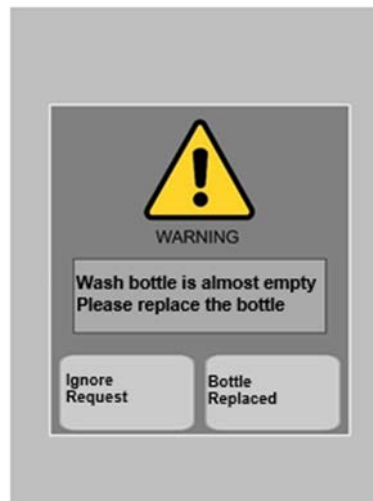 WARNING
Wash bottle is almost empty
Please replace the bottle
Ignore
Request
Bottle
Replaced